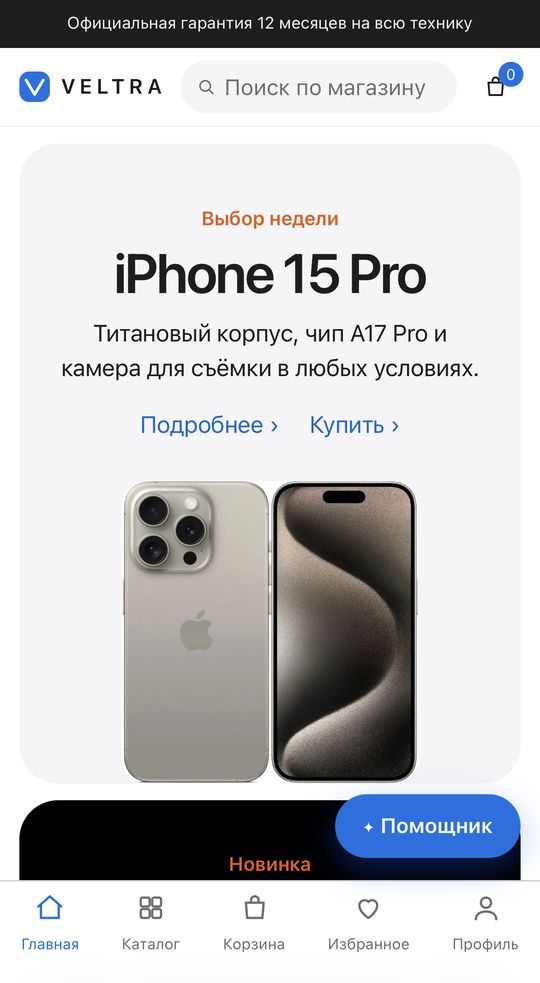 Официальная гарантия 12 месяцев на всю технику
VELTRA
Поиск по магазину
0
Выбор недели
iPhone 15 Pro
Титановый корпус, чип A17 Pro и
камера для съёмки в любых условиях.
Подробнее › Купить ›
Помощник
Новинка
Главная Каталог Корзина Избранное Профиль